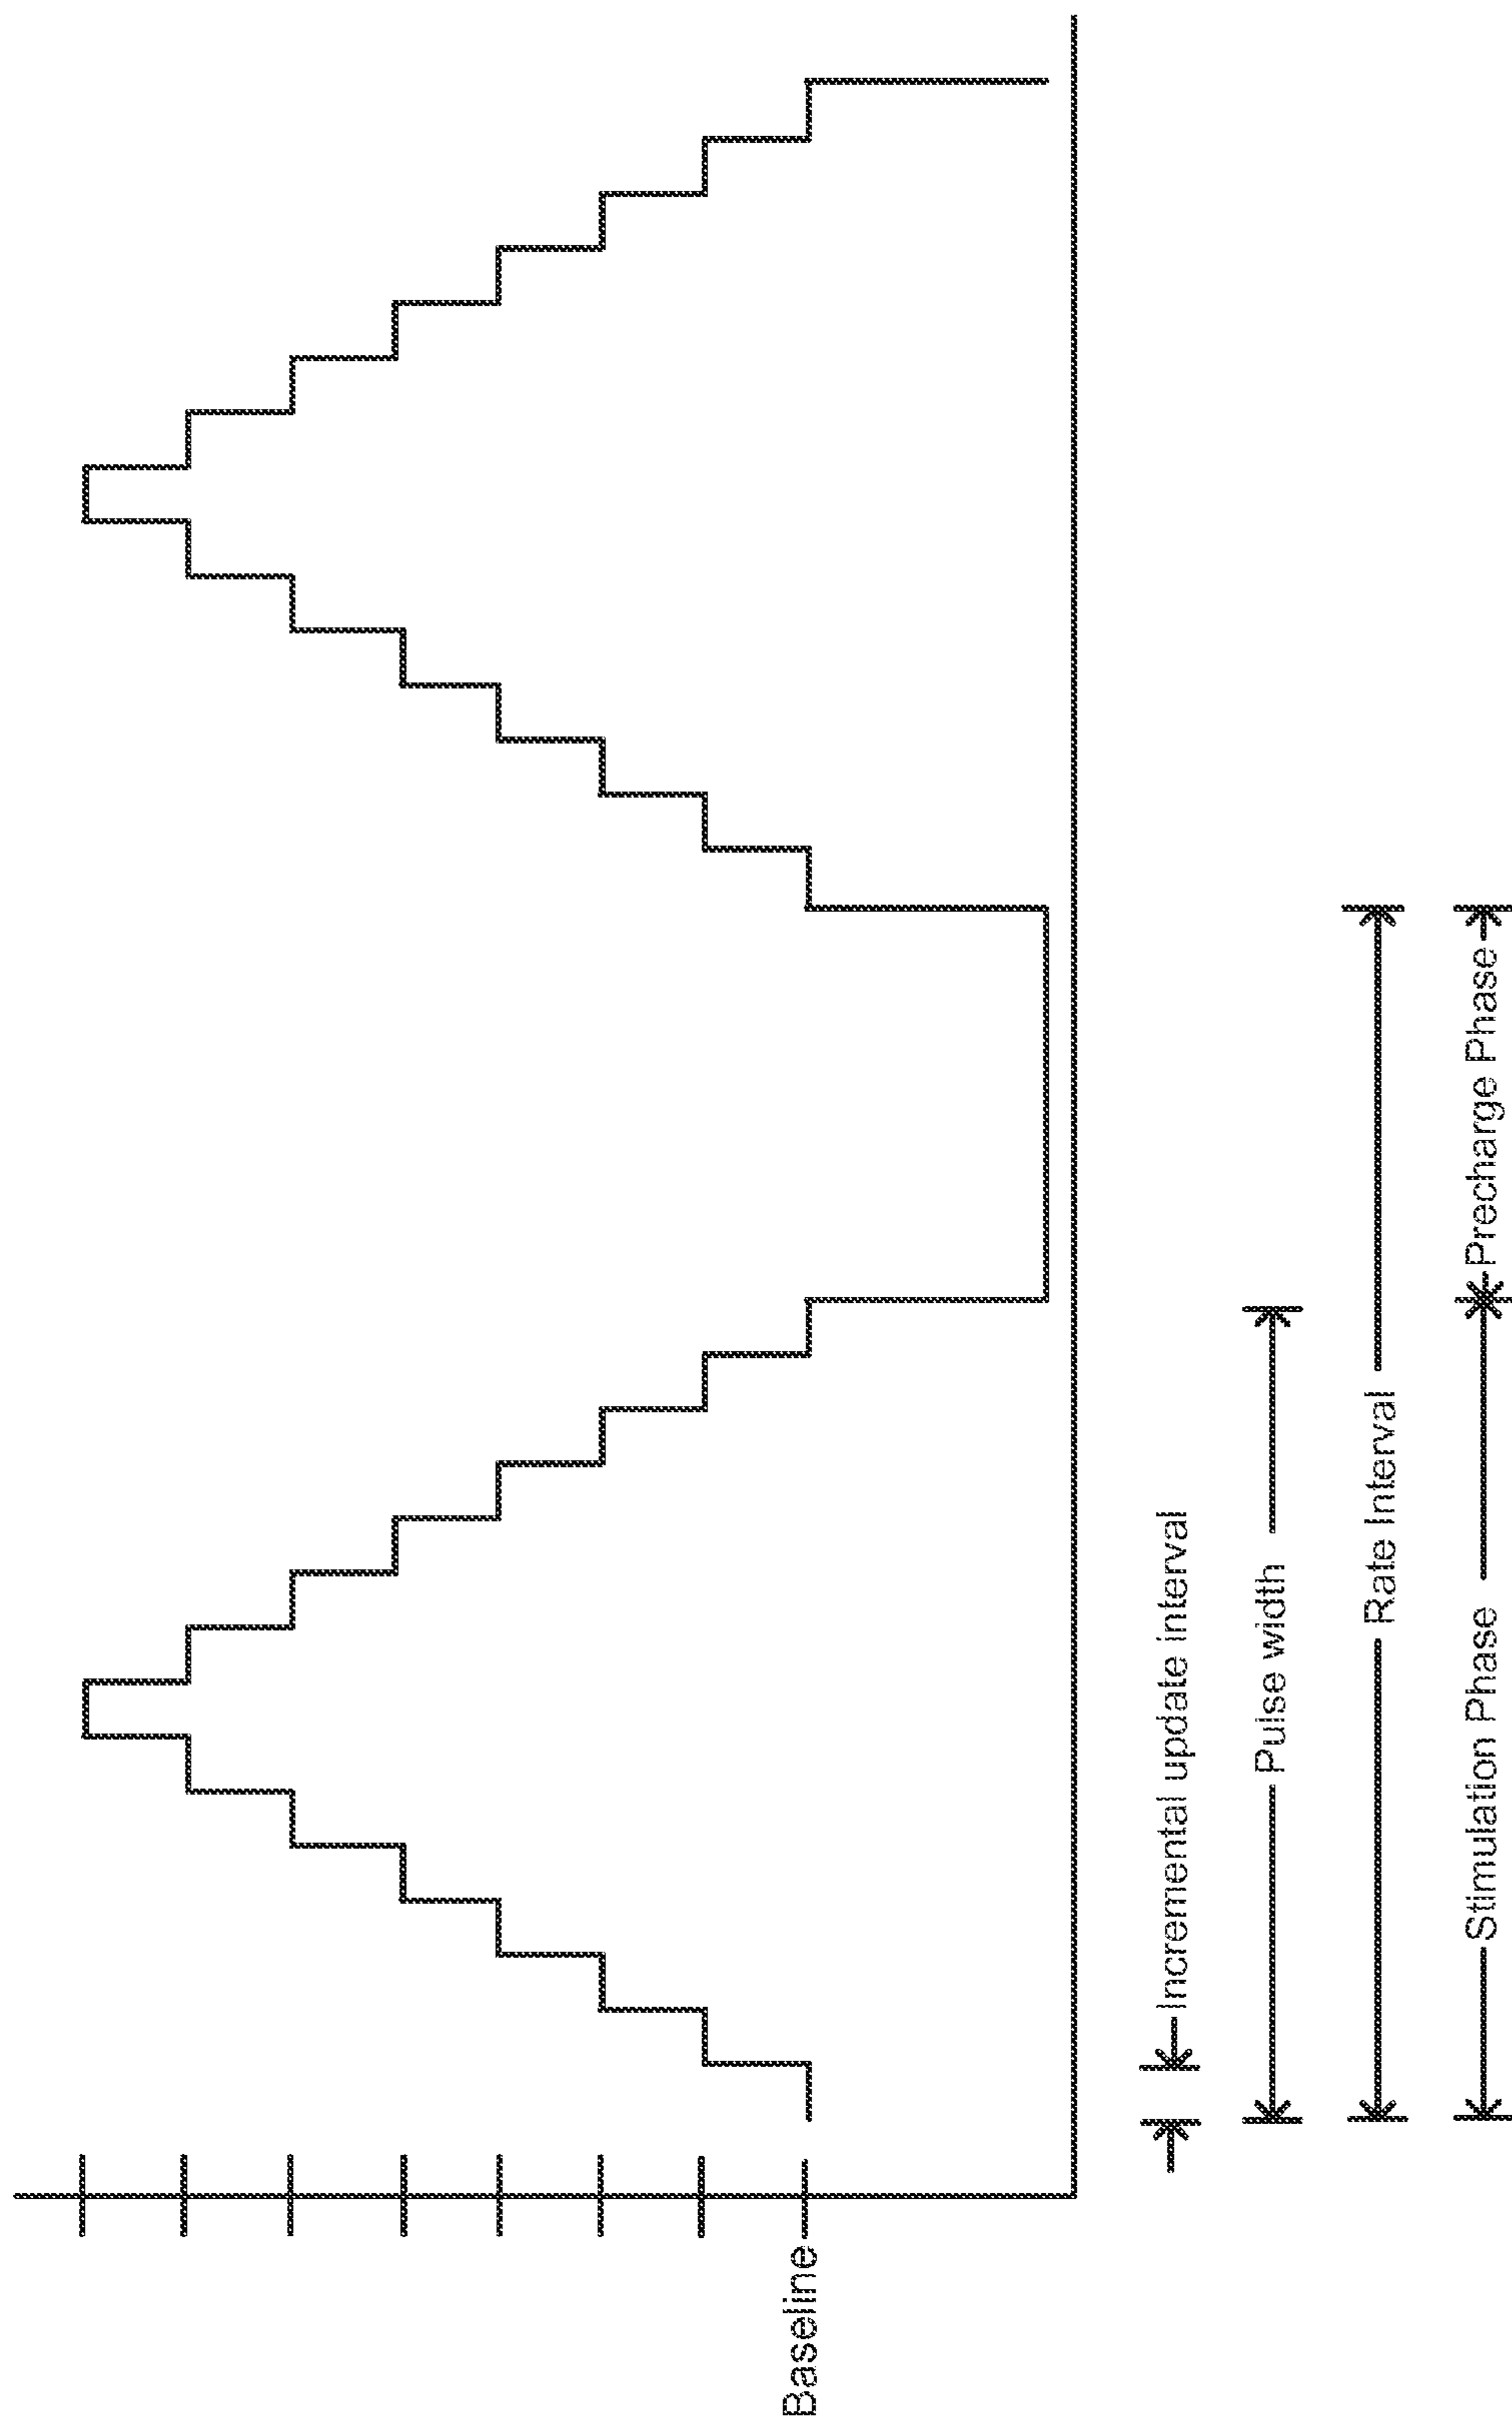 Baseline
Incremental update interval
Pulse width
Rate Interval
Stimulation Phase
Precharge Phase